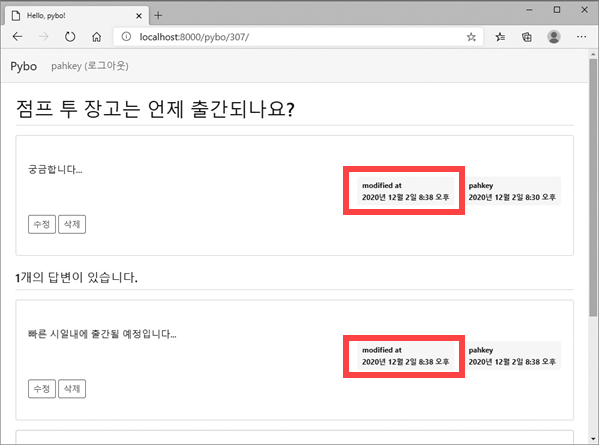 Hello, pybo!
localhost:8000/pybo/307/
Pybo pahkey (로그아웃)
점프 투 장고는 언제 출간되나요?
궁금합니다...
modified at
2020년 12월 2일 8:38 오후
pahkey
2020년 12월 2일 8:30 오후
수정 삭제
1개의 답변이 있습니다.
빠른 시일내에 출간될 예정입니다...
modified at
2020년 12월 2일 8:38 오후
pahkey
2020년 12월 2일 8:38 오후
수정 삭제